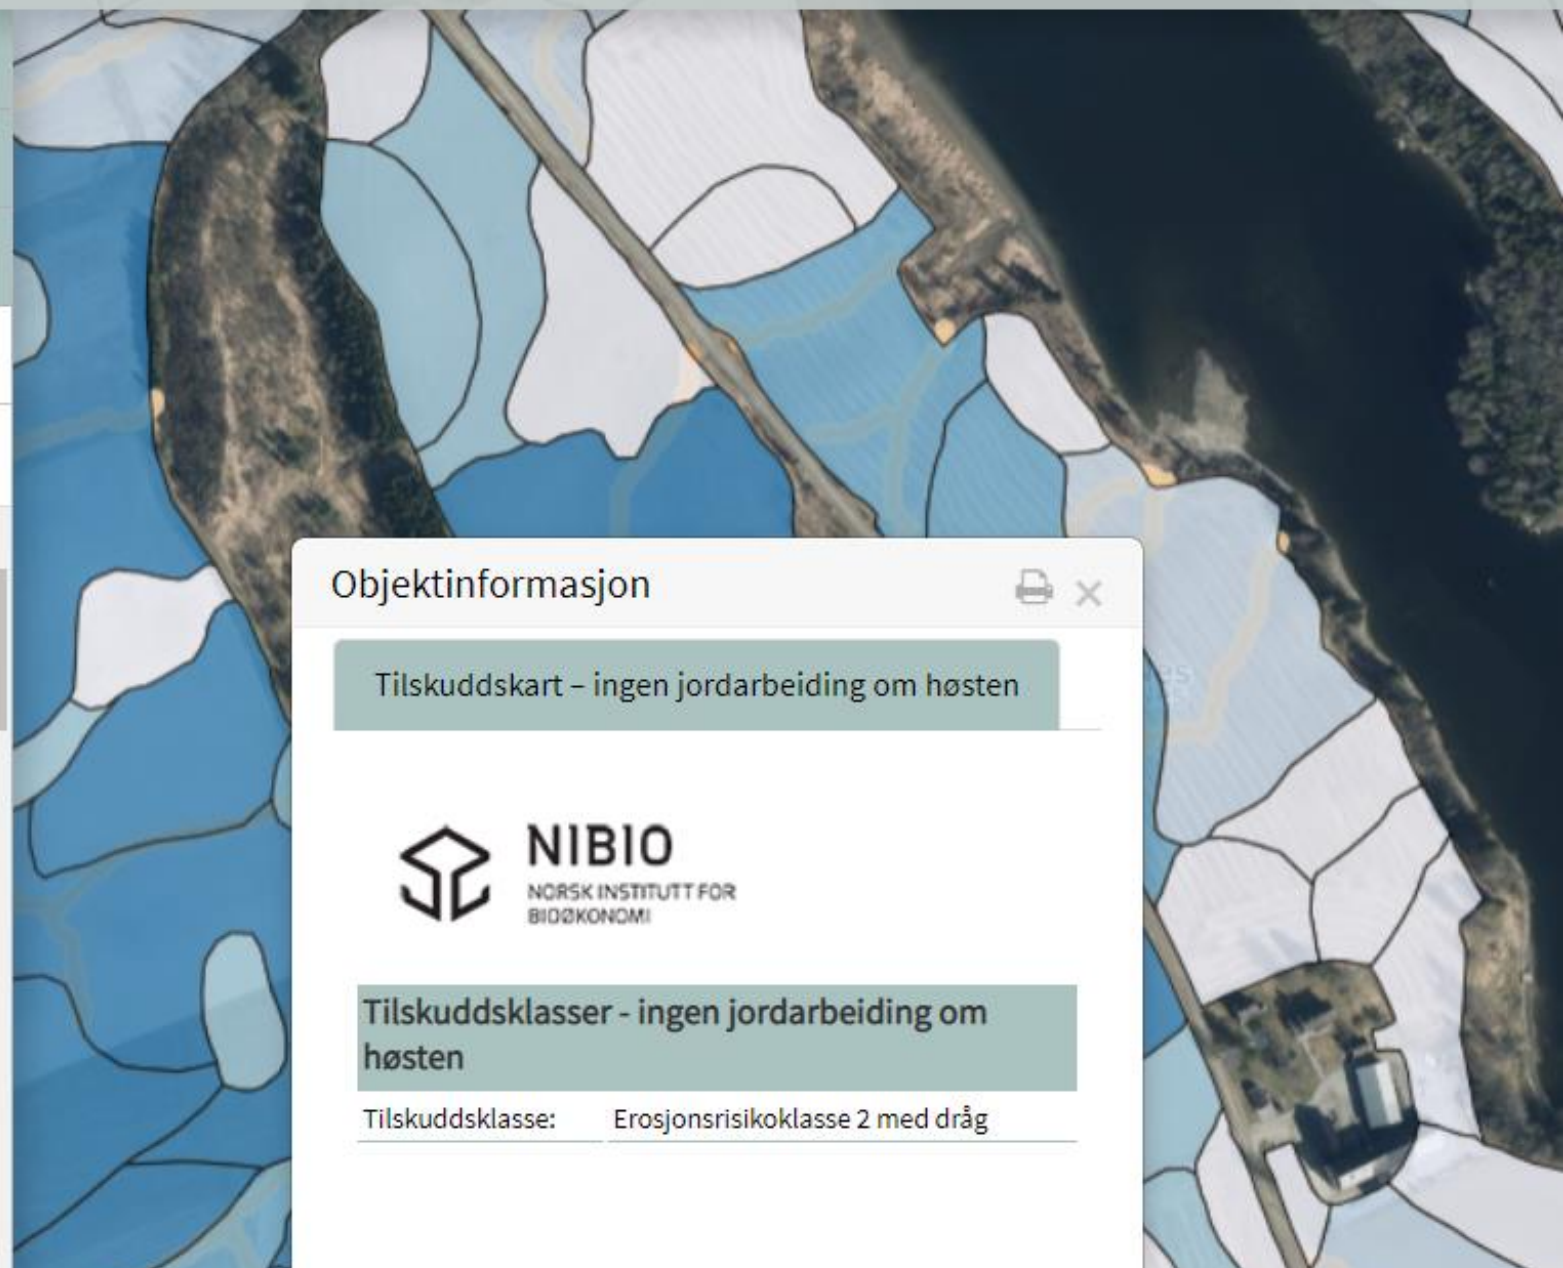 Objektinformasjon
Tilskuddskart – ingen jordarbeiding om høsten
NIBIO
NORSK INSTITUTT FOR
BIOØKONOMI
Tilskuddsklasser - ingen jordarbeiding om
høsten
Tilskuddsklasse: Erosjonsrisikoklasse 2 med dråg